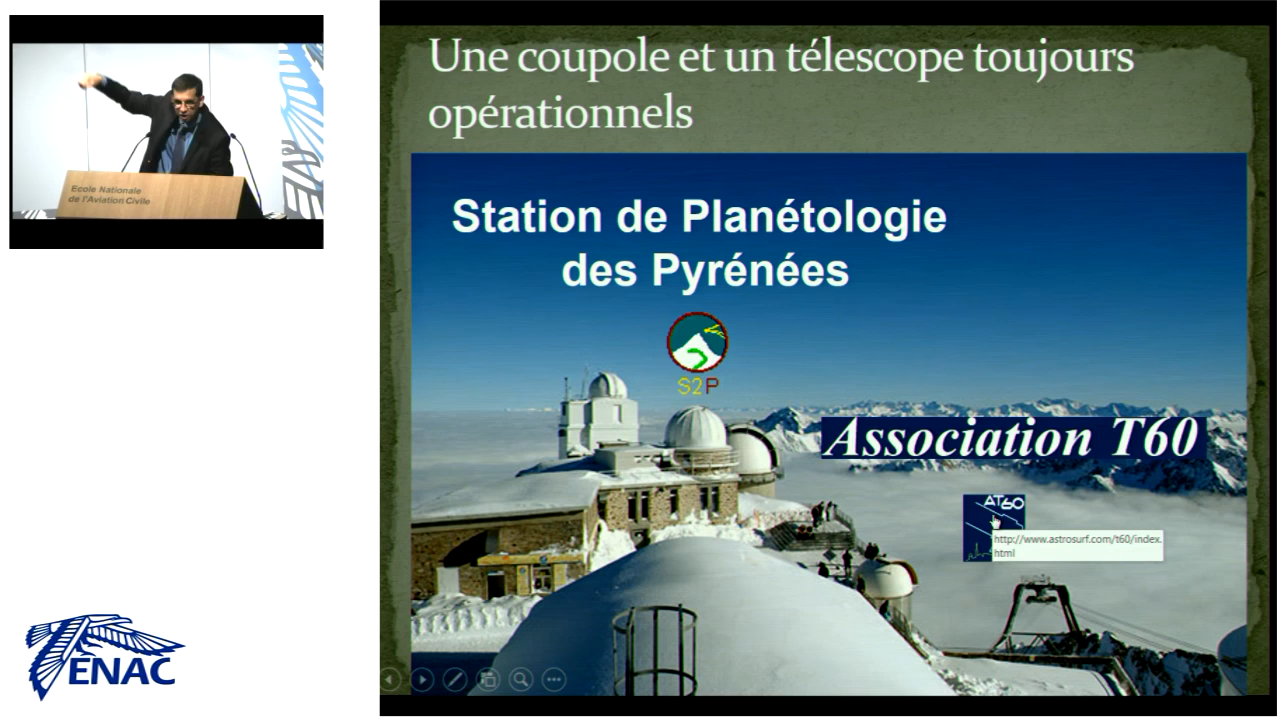 Une coupole et un télescope toujours
opérationnels
Station de Planétologie
des Pyrénées
S2P
Association T60
AT60
http://www.astrosurf.com/t60/index.
html
Ecole Nationale
de l'Aviation Civile
ENAC